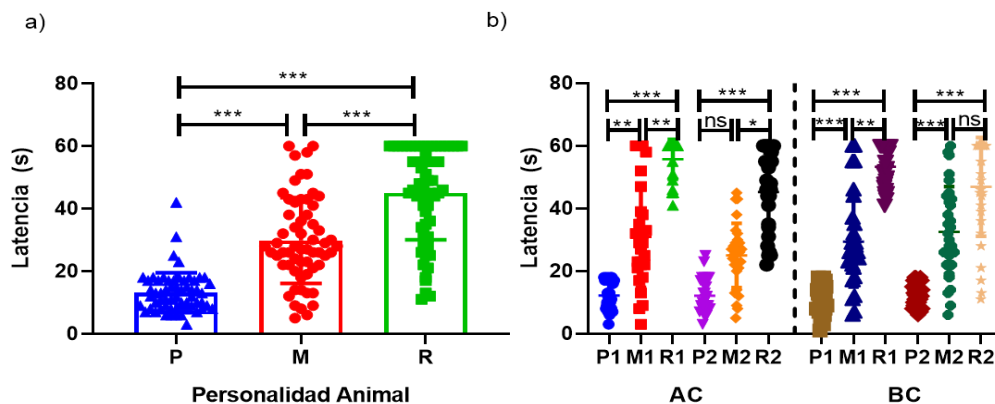 a)
***
***
***
80
60
40
20
0
Latencia (s)
P M R
Personalidad Animal
b)
***
***
***
***
** **
ns *
*** **
*** ns
80
60
40
20
0
Latencia (s)
P1 M1 R1 P2 M2 R2 P1 M1 R1 P2 M2 R2
AC BC